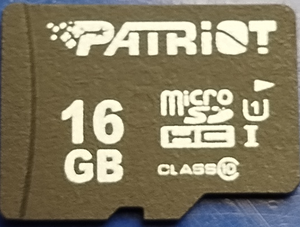 PATRIOT
16
GB
micro
SD
HC I
1
CLASS 10